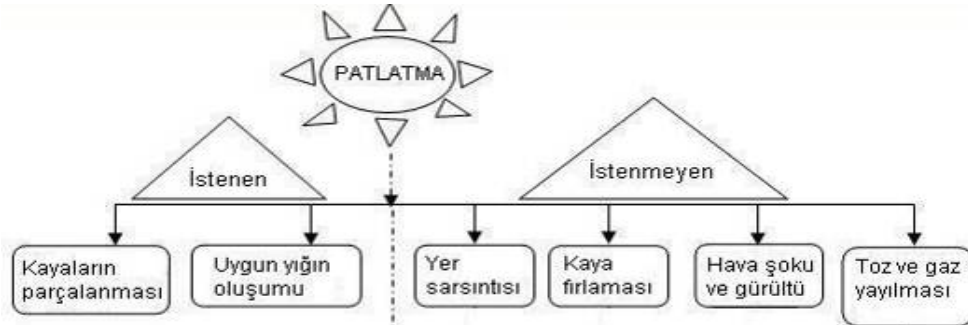 PATLATMA
İstenen
İstenmeyen
Kayaların
parçalanması
Uygun yığın
oluşumu
Yer
sarsıntısı
Kaya
fırlaması
Hava şoku
ve gürültü
Toz ve gaz
yayılması